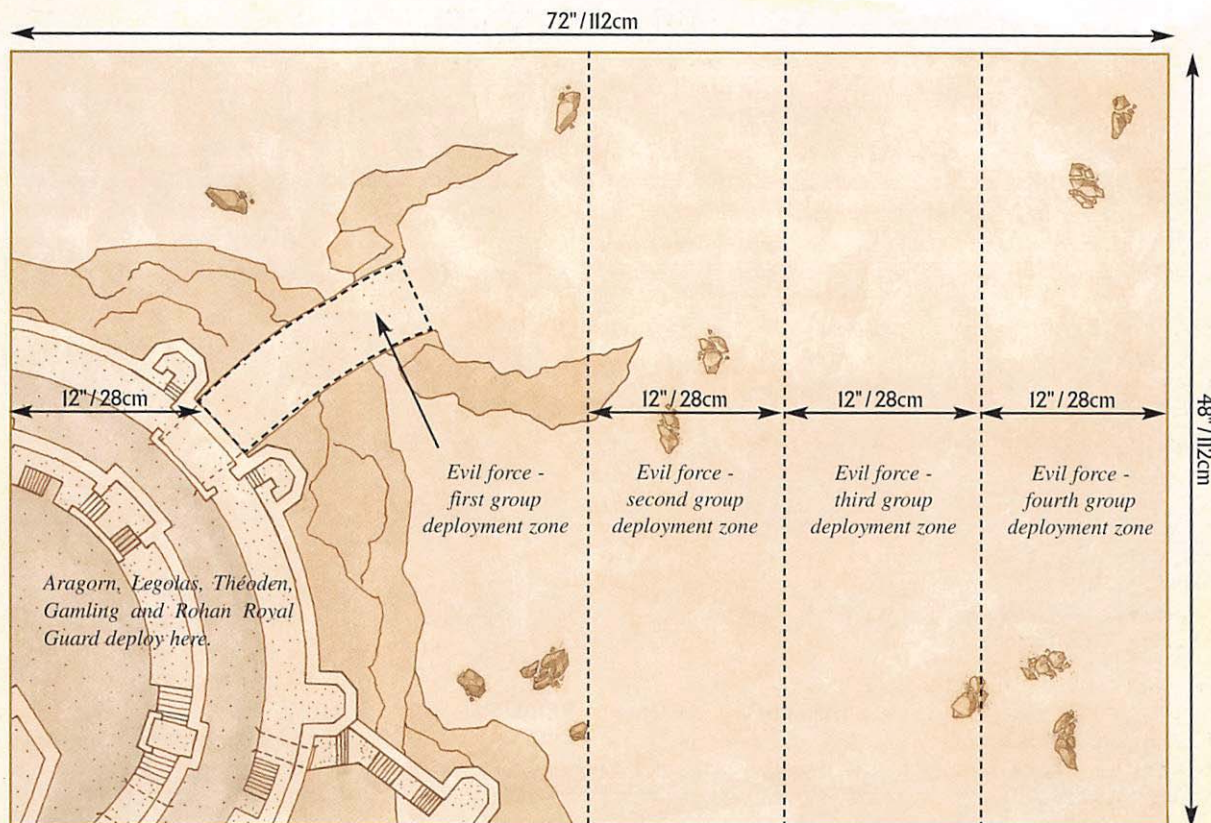 72"/112cm
12"/28cm
12"/28cm
12"/28cm
12"/28cm
48"/112cm
Evil force -
first group
deployment zone
Evil force -
second group
deployment zone
Evil force -
third group
deployment zone
Evil force -
fourth group
deployment zone
Aragorn, Legolas, Théoden,
Gamling and Rohan Royal
Guard deploy here.